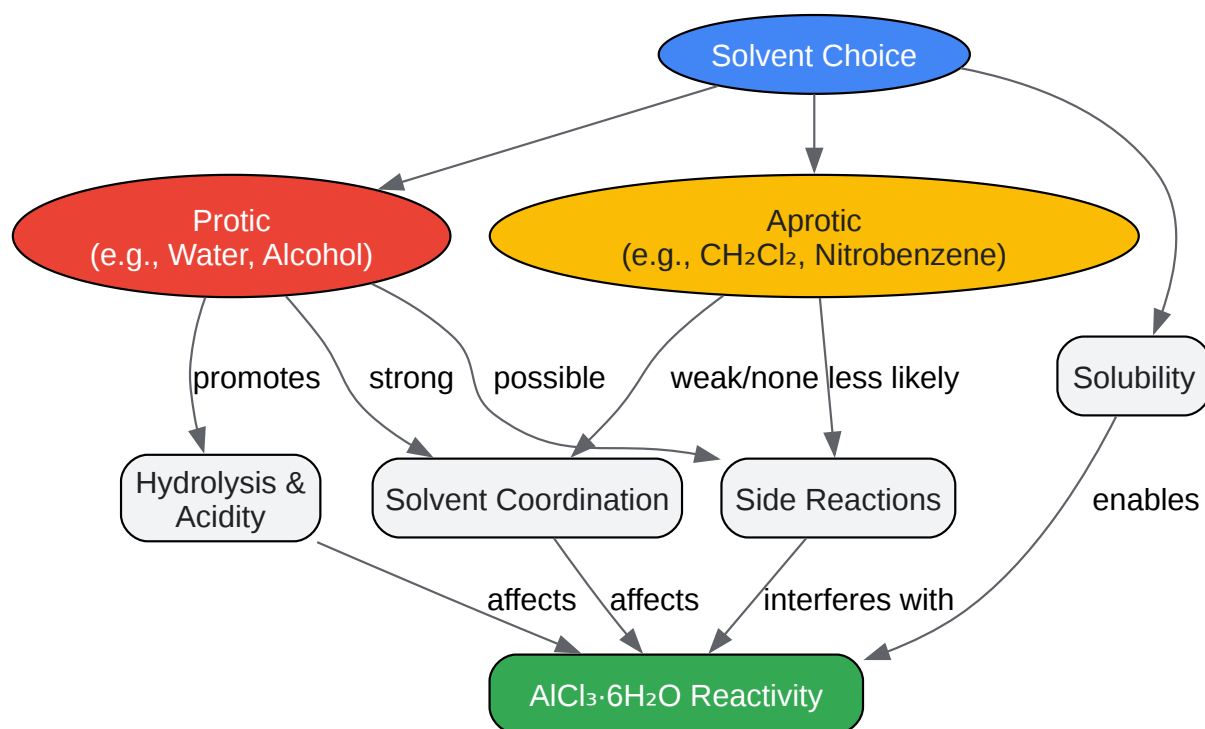 Solvent Choice
Protic
(e.g., Water, Alcohol)
Aprotic
(e.g., CH₂Cl₂, Nitrobenzene)
promotes
strong
possible
weak/none
less likely
Solubility
Hydrolysis &
Acidity
Solvent Coordination
Side Reactions
enables
affects
affects
interferes with
AlCl₃·6H₂O Reactivity